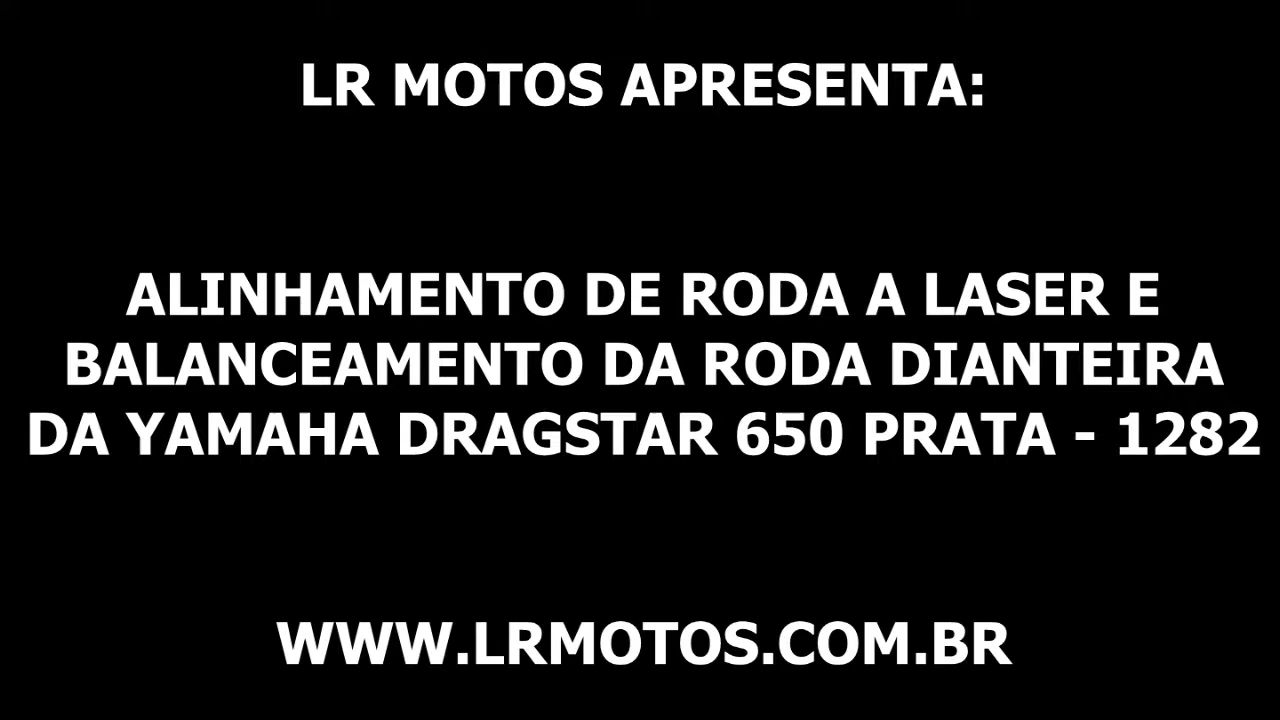 LR MOTOS APRESENTA:
ALINHAMENTO DE RODA A LASER E
BALANCEAMENTO DA RODA DIANTEIRA
DA YAMAHA DRAGSTAR 650 PRATA - 1282
WWW.LRMOTOS.COM.BR